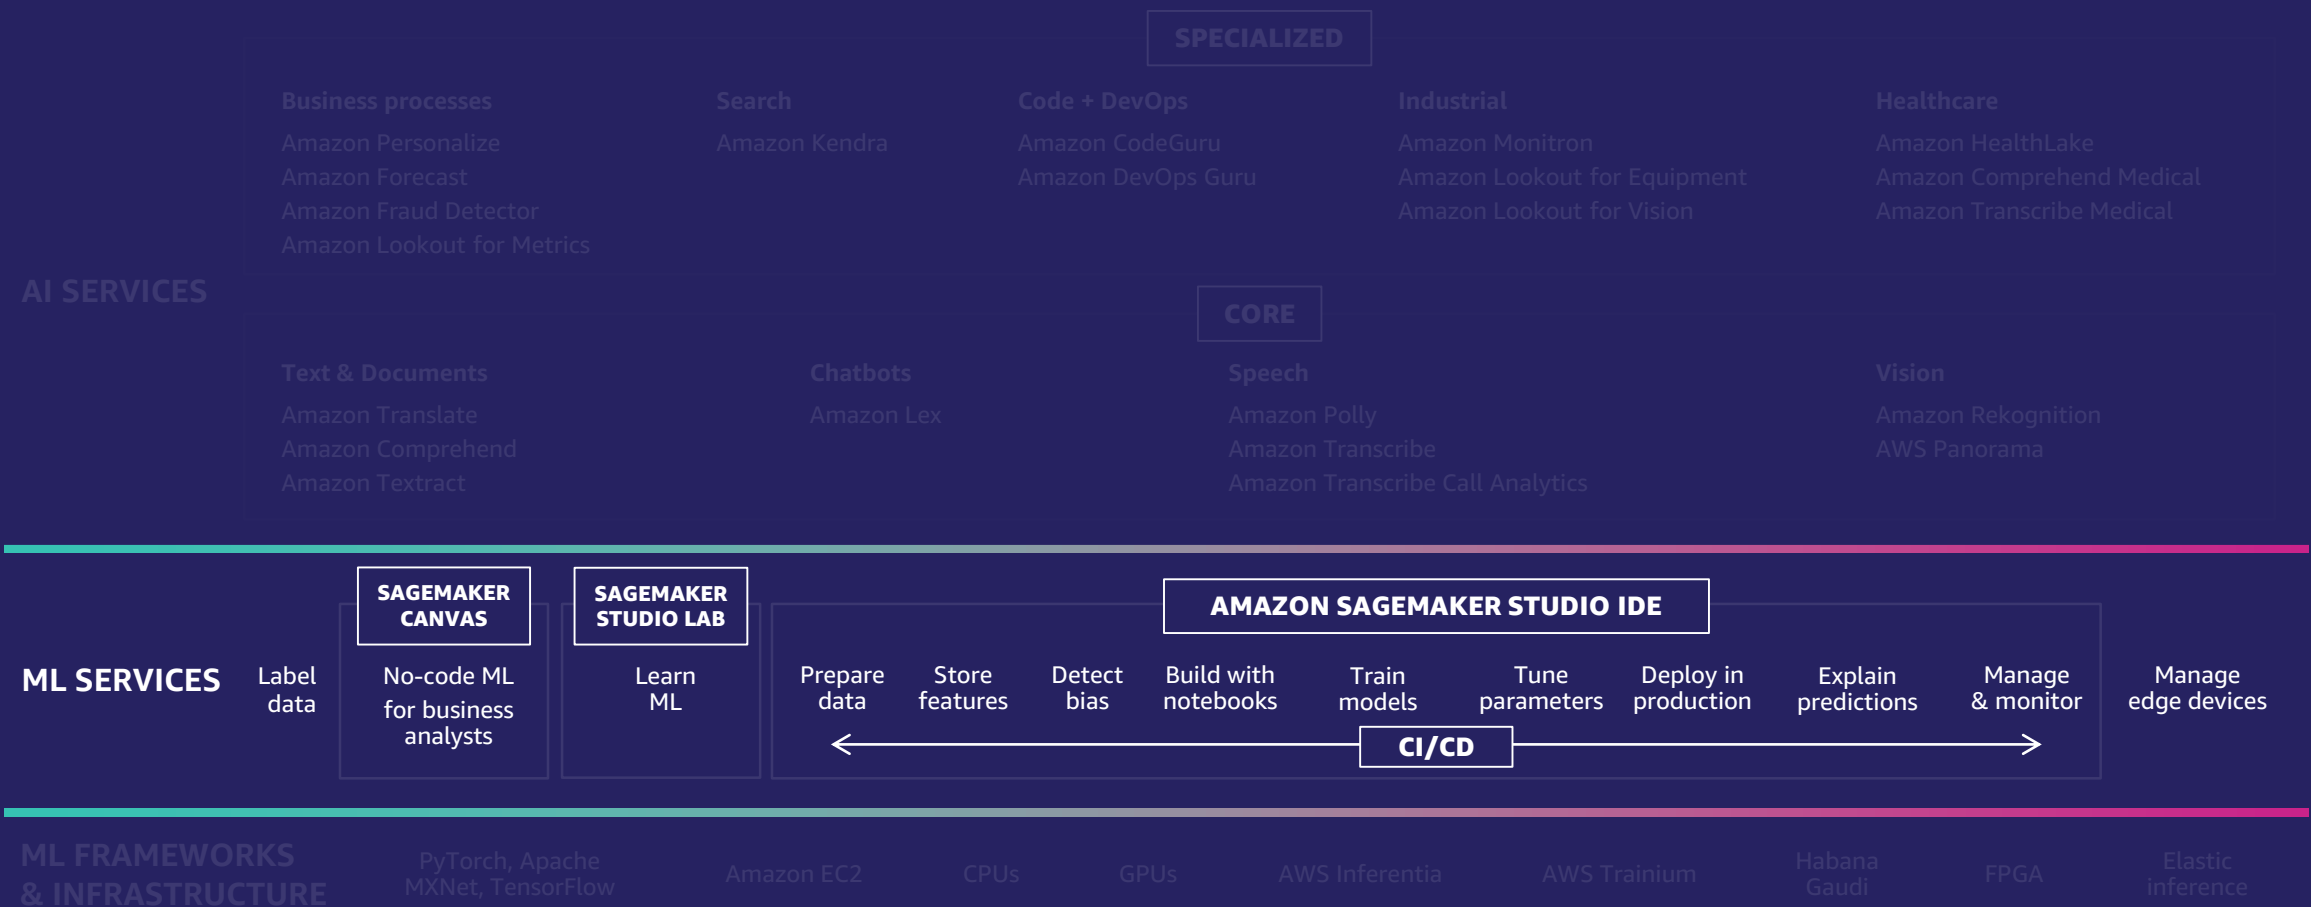 SPECIALIZED
Business processes
Amazon Personalize
Amazon Forecast
Amazon Fraud Detector
Amazon Lookout for Metrics
Search
Amazon Kendra
Code + DevOps
Amazon CodeGuru
Amazon DevOps Guru
Industrial
Amazon Monitron
Amazon Lookout for Equipment
Amazon Lookout for Vision
Healthcare
Amazon HealthLake
Amazon Comprehend Medical
Amazon Transcribe Medical
AI SERVICES
CORE
Text & Documents
Amazon Translate
Amazon Comprehend
Amazon Textract
Chatbots
Amazon Lex
Speech
Amazon Polly
Amazon Transcribe
Amazon Transcribe Call Analytics
Vision
Amazon Rekognition
AWS Panorama
ML SERVICES
Label
data
SAGEMAKER
CANVAS
No-code ML
for business
analysts
SAGEMAKER
STUDIO LAB
Learn
ML
AMAZON SAGEMAKER STUDIO IDE
Prepare
data
Store
features
Detect
bias
Build with
notebooks
Train
models
Tune
parameters
Deploy in
production
Explain
predictions
Manage
& monitor
CI/CD
Manage
edge devices
ML FRAMEWORKS
& INFRASTRUCTURE
PyTorch, Apache
MXNet, TensorFlow
Amazon EC2
CPUs
GPUs
AWS Inferentia
AWS Trainium
Habana
Gaudi
FPGA
Elastic
inference